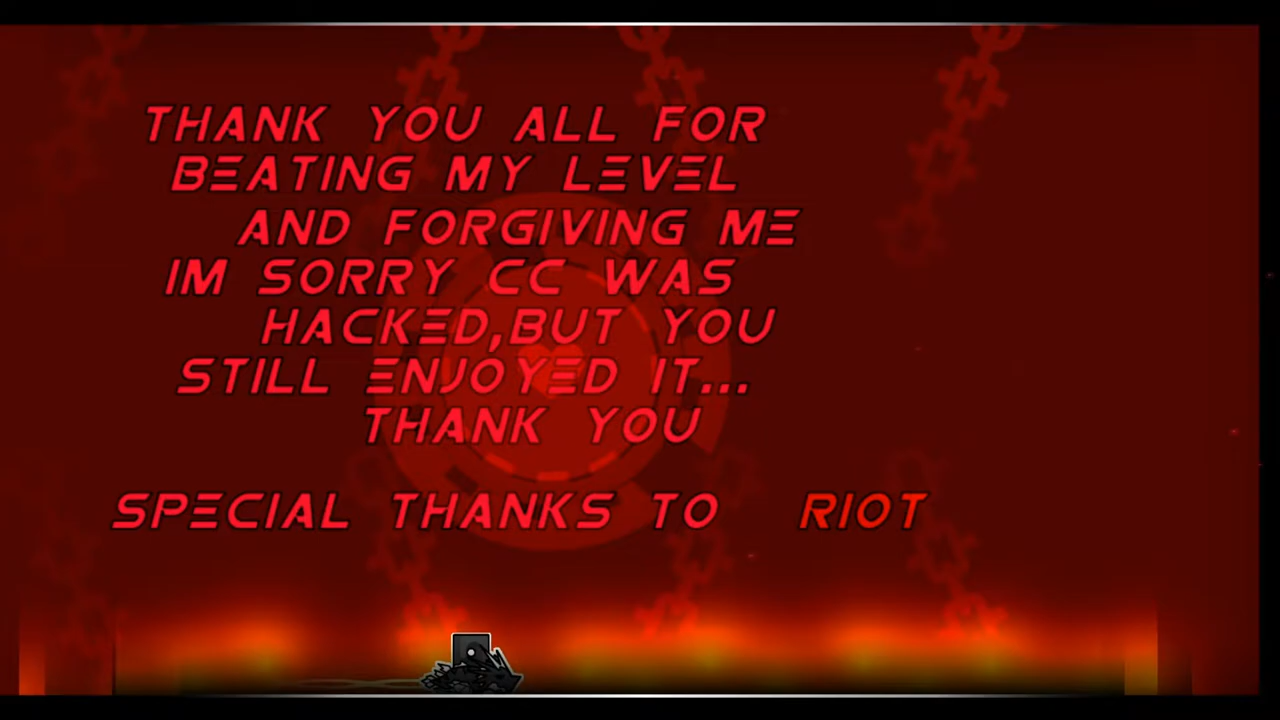 THANK YOU ALL FOR
BEATING MY LEVEL
AND FORGIVING ME
IM SORRY CC WAS
HACKED,BUT YOU
STILL ENJOYED IT...
THANK YOU
SPECIAL THANKS TO RIOT